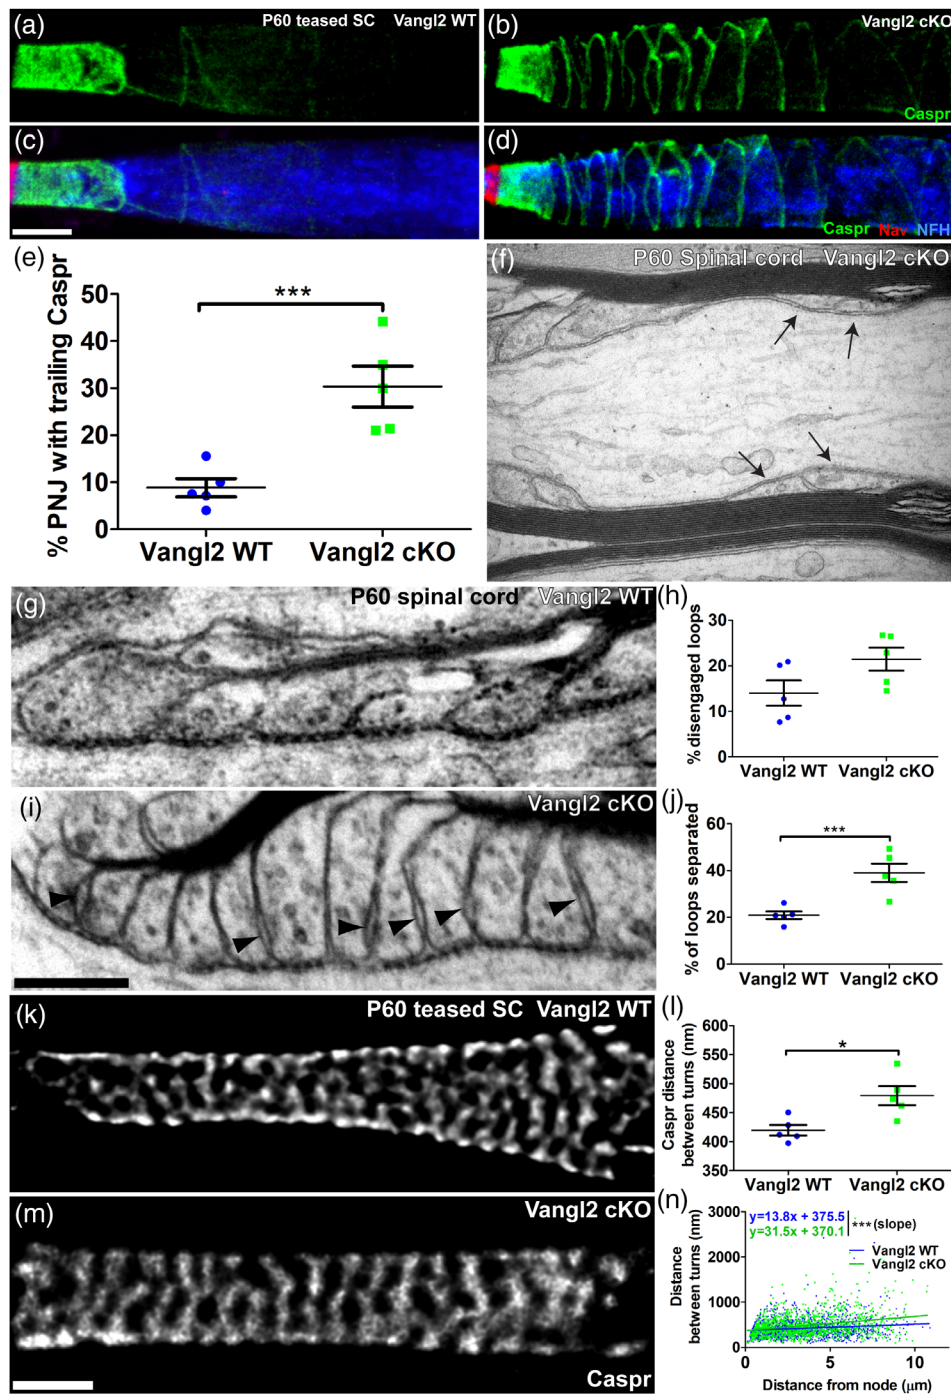 (a) P60 teased SC Vangl2 WT
(b) Vangl2 cKO
Caspr
(c)
(d)
Caspr Nav NFH
(e)
% PNJ with trailing Caspr
50
40
30
20
10
0
***
Vangl2 WT Vangl2 cKO
(f) P60 Spinal cord Vangl2 cKO
(g) P60 spinal cord Vangl2 WT
(h)
% disengaged loops
30
20
10
0
Vangl2 WT Vangl2 cKO
(i) Vangl2 cKO
(j)
% of loops separated
60
40
20
0
***
Vangl2 WT Vangl2 cKO
(k) P60 teased SC Vangl2 WT
(l)
Caspr distance
between turns (nm)
600
550
500
450
400
350
*
Vangl2 WT Vangl2 cKO
(m) Vangl2 cKO
Caspr
(n)
Distance
between turns (nm)
3000
2000
1000
0
y=13.8x + 375.5
y=31.5x + 370.1
*** (slope)
Vangl2 WT
Vangl2 cKO
0 5 10
Distance from node (μm)